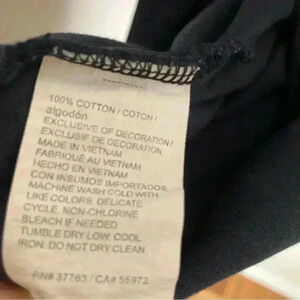 100% COTTON / COTON /
algodón
EXCLUSIVE OF DECORATION /
EXCLUSIF DE DECORATION
MADE IN VIETNAM
FABRIQUÉ AU VIETNAM
HECHO EN VIETNAM
CON INSUMOS IMPORTADOS
MACHINE WASH COLD WITH
LIKE COLORS. DELICATE
CYCLE. NON-CHLORINE
BLEACH IF NEEDED.
TUMBLE DRY LOW. COOL
IRON. DO NOT DRY CLEAN.
RN# 37763 / CA# 55972